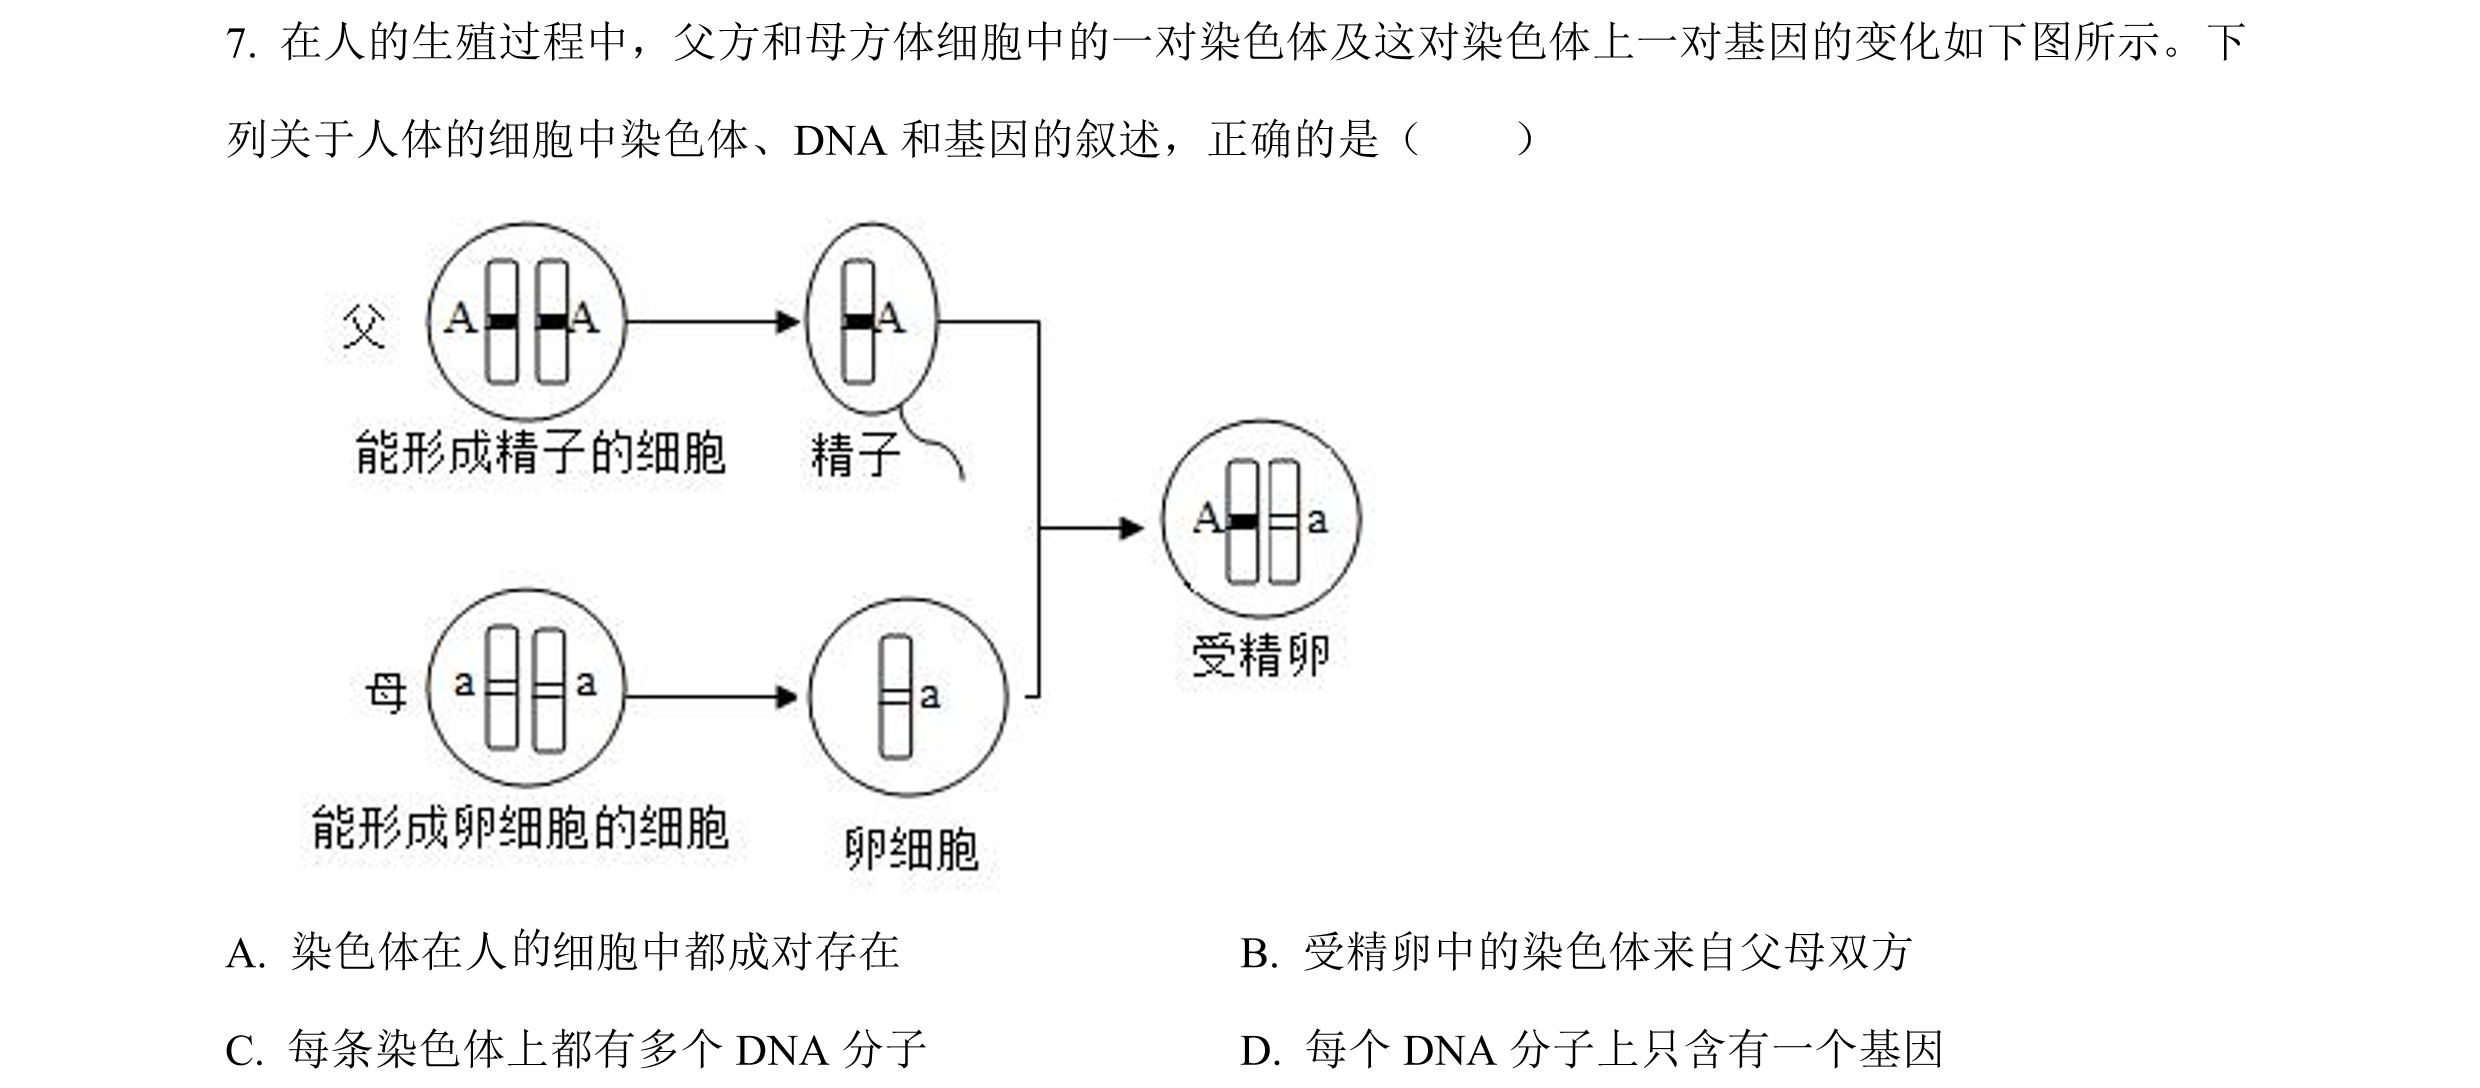 7. 在人的生殖过程中，父方和母方体细胞中的一对染色体及这对染色体上一对基因的变化如下图所示。下
列关于人体的细胞中染色体、DNA 和基因的叙述，正确的是（　　）
父 A A A
能形成精子的细胞 精子
A a
受精卵
母 a a a
能形成卵细胞的细胞 卵细胞
A. 染色体在人的细胞中都成对存在 B. 受精卵中的染色体来自父母双方
C. 每条染色体上都有多个 DNA 分子 D. 每个 DNA 分子上只含有一个基因